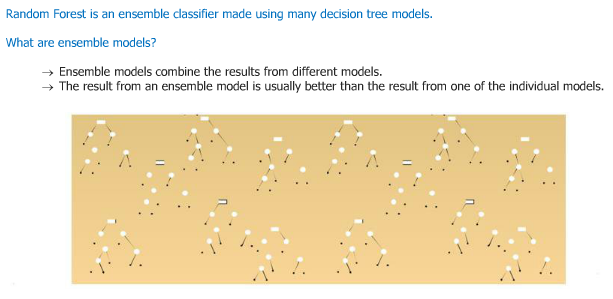 Random Forest is an ensemble classifier made using many decision tree models.
What are ensemble models?
→ Ensemble models combine the results from different models.
→ The result from an ensemble model is usually better than the result from one of the individual models.